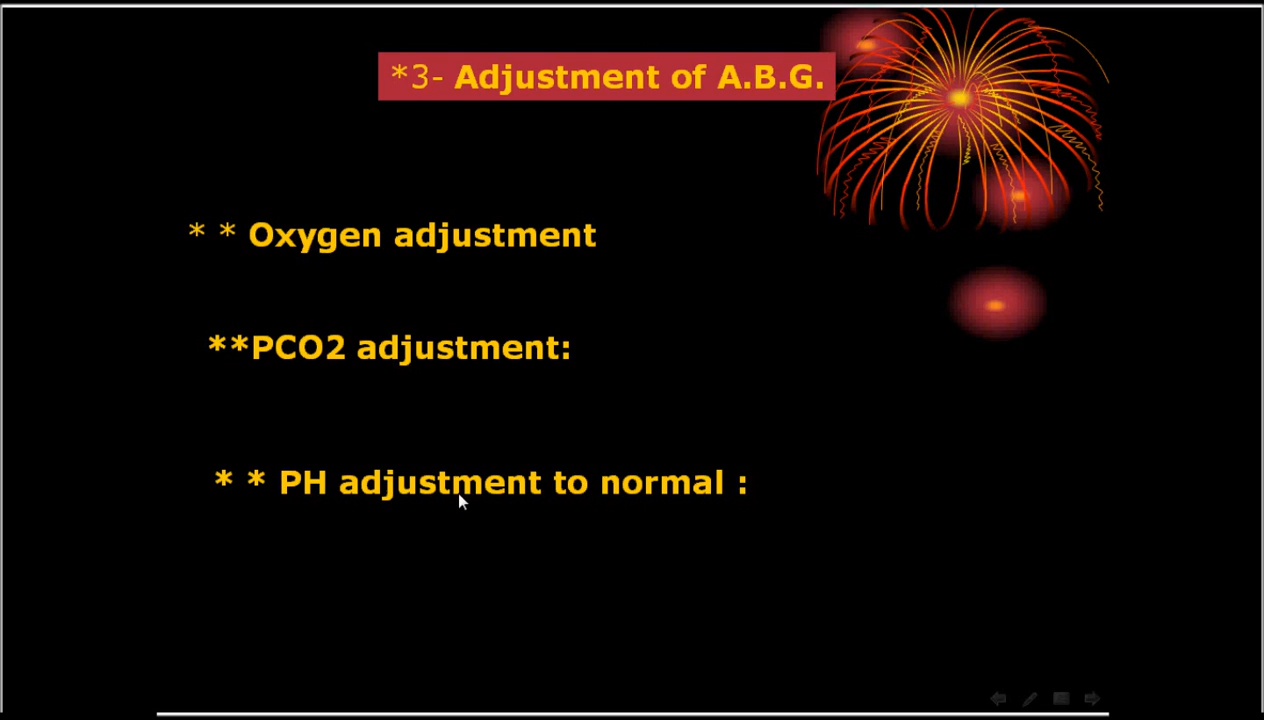 *3- Adjustment of A.B.G.
* * Oxygen adjustment
**PCO2 adjustment:
* * PH adjustment to normal :